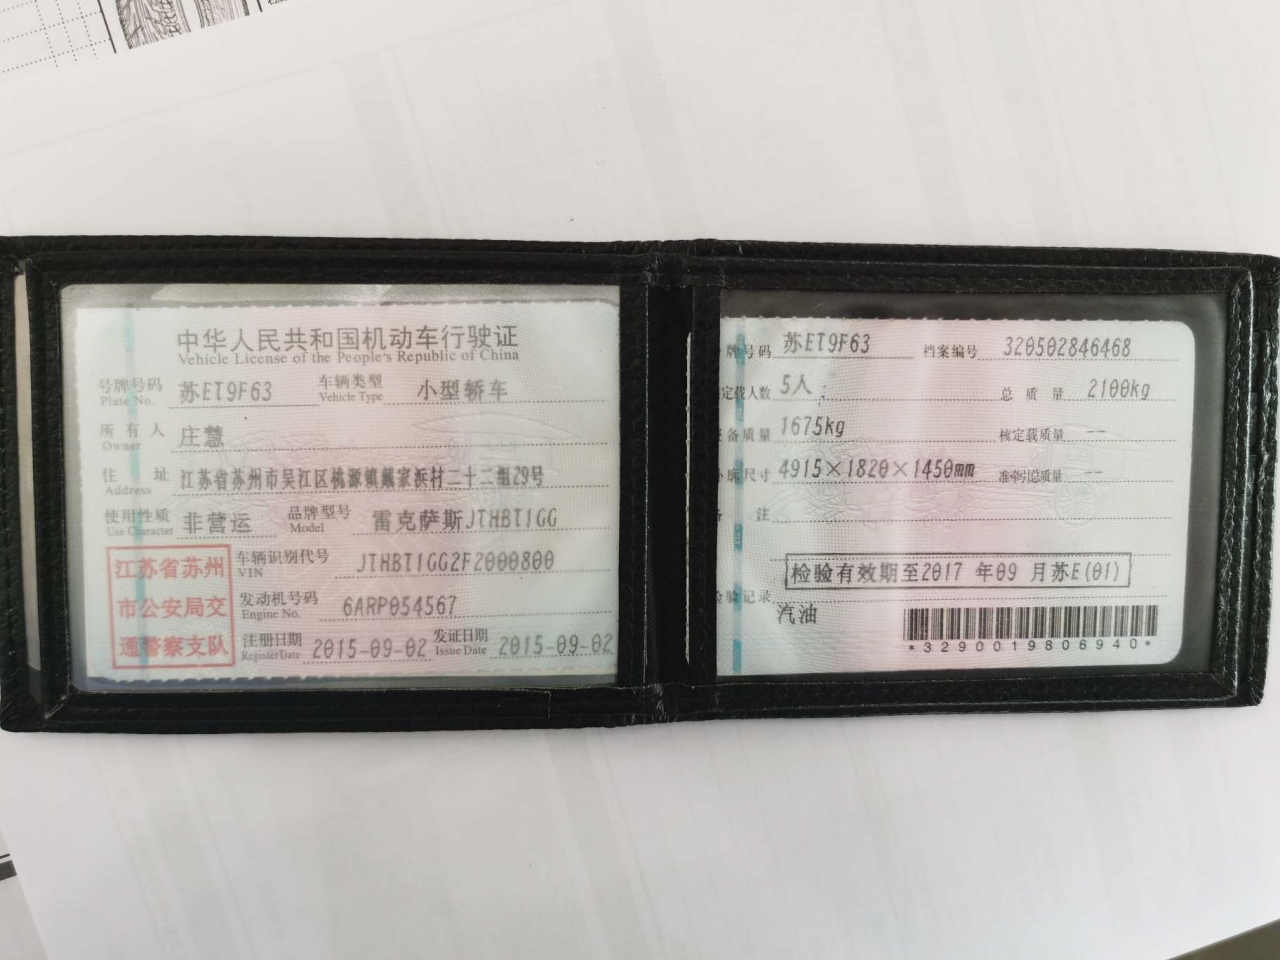 中华人民共和国机动车行驶证
Vehicle License of the People's Republic of China
号牌号码 苏ET9F63 车辆类型 小型轿车
Plate No. Vehicle Type
所有人 庄慧
Owner
住址 江苏省苏州市吴江区桃源镇戴家浜村二十二组29号
Address
使用性质 非营运 品牌型号 雷克萨斯JTHBT1GG
Use Character Model
江苏省苏州
市公安局交
通警察支队
车辆识别代号 JTHBT1GG2F2000800
VIN
发动机号码 6ARP054567
Engine No.
注册日期 2015-09-02 发证日期 2015-09-02
Register Date Issue Date
牌号码 苏ET9F63 档案编号 320502846468
定载人数 5人 总质量 2100kg
备质量 1675kg 核定载质量 --
廓尺寸 4915×1820×1450mm 准牵引总质量 --
注
检验有效期至2017 年09 月苏E(01)
验记录
汽油
*3290019806940*